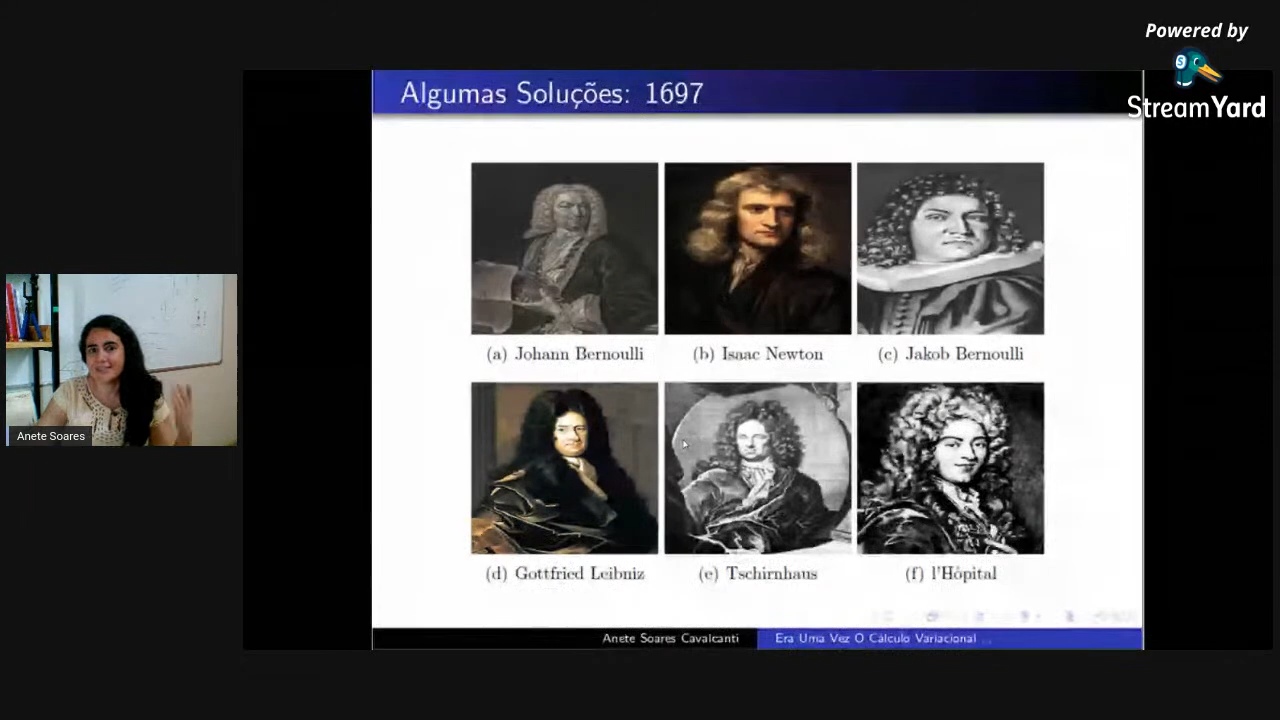 Powered by
StreamYard
Algumas Soluções: 1697
(a) Johann Bernoulli
(b) Isaac Newton
(c) Jakob Bernoulli
(d) Gottfried Leibniz
(e) Tschirnhaus
(f) l'Hôpital
Anete Soares
Anete Soares Cavalcanti
Era Uma Vez O Cálculo Variacional ...